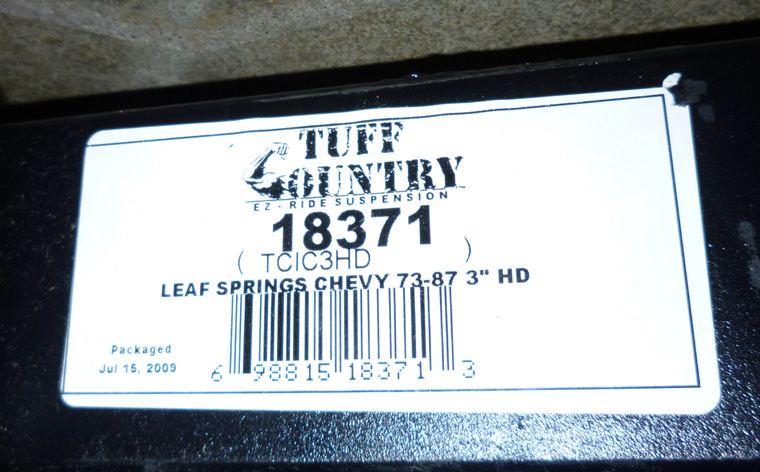 TUFF
COUNTRY
EZ-RIDE SUSPENSION
18371
( TCIC3HD )
LEAF SPRINGS CHEVY 73-87 3" HD
Packaged
Jul 15, 2009
6 98815 18371 3